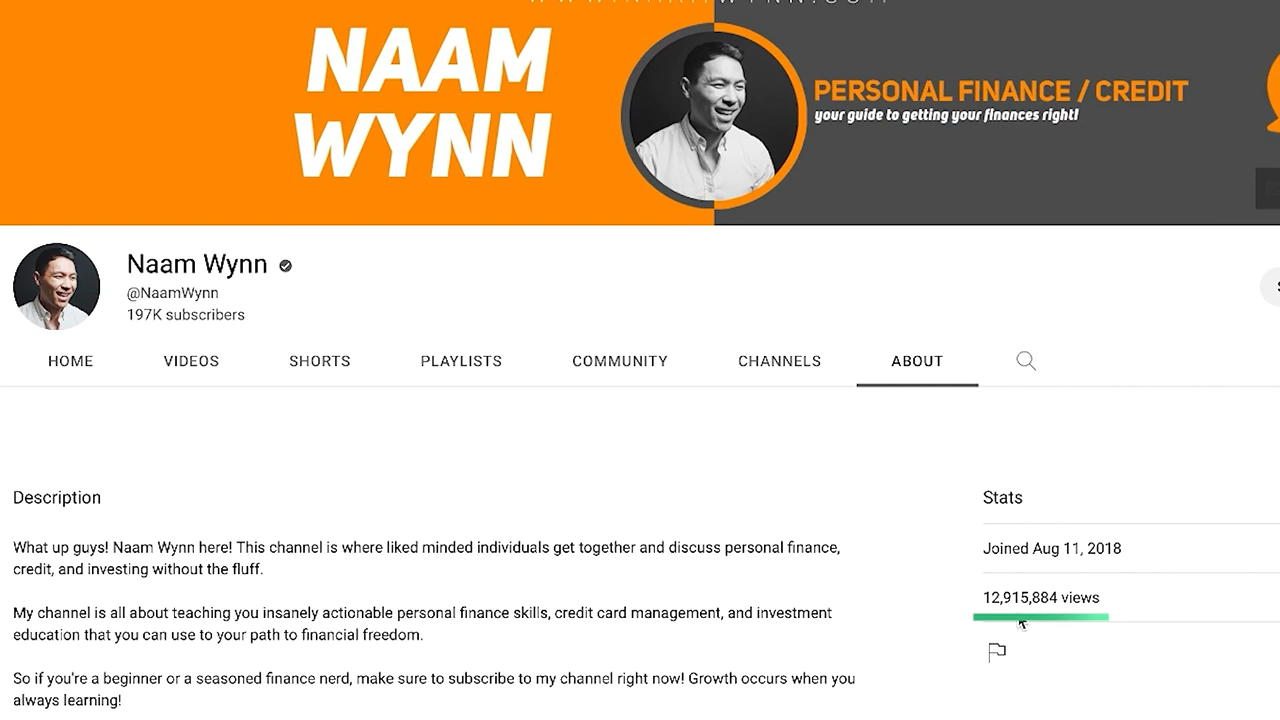 NAAM
WYNN
PERSONAL FINANCE / CREDIT
your guide to getting your finances right!
Naam Wynn
@NaamWynn
197K subscribers
HOME VIDEOS SHORTS PLAYLISTS COMMUNITY CHANNELS ABOUT
Description
What up guys! Naam Wynn here! This channel is where liked minded individuals get together and discuss personal finance,
credit, and investing without the fluff.
My channel is all about teaching you insanely actionable personal finance skills, credit card management, and investment
education that you can use to your path to financial freedom.
So if you're a beginner or a seasoned finance nerd, make sure to subscribe to my channel right now! Growth occurs when you
always learning!
Stats
Joined Aug 11, 2018
12,915,884 views